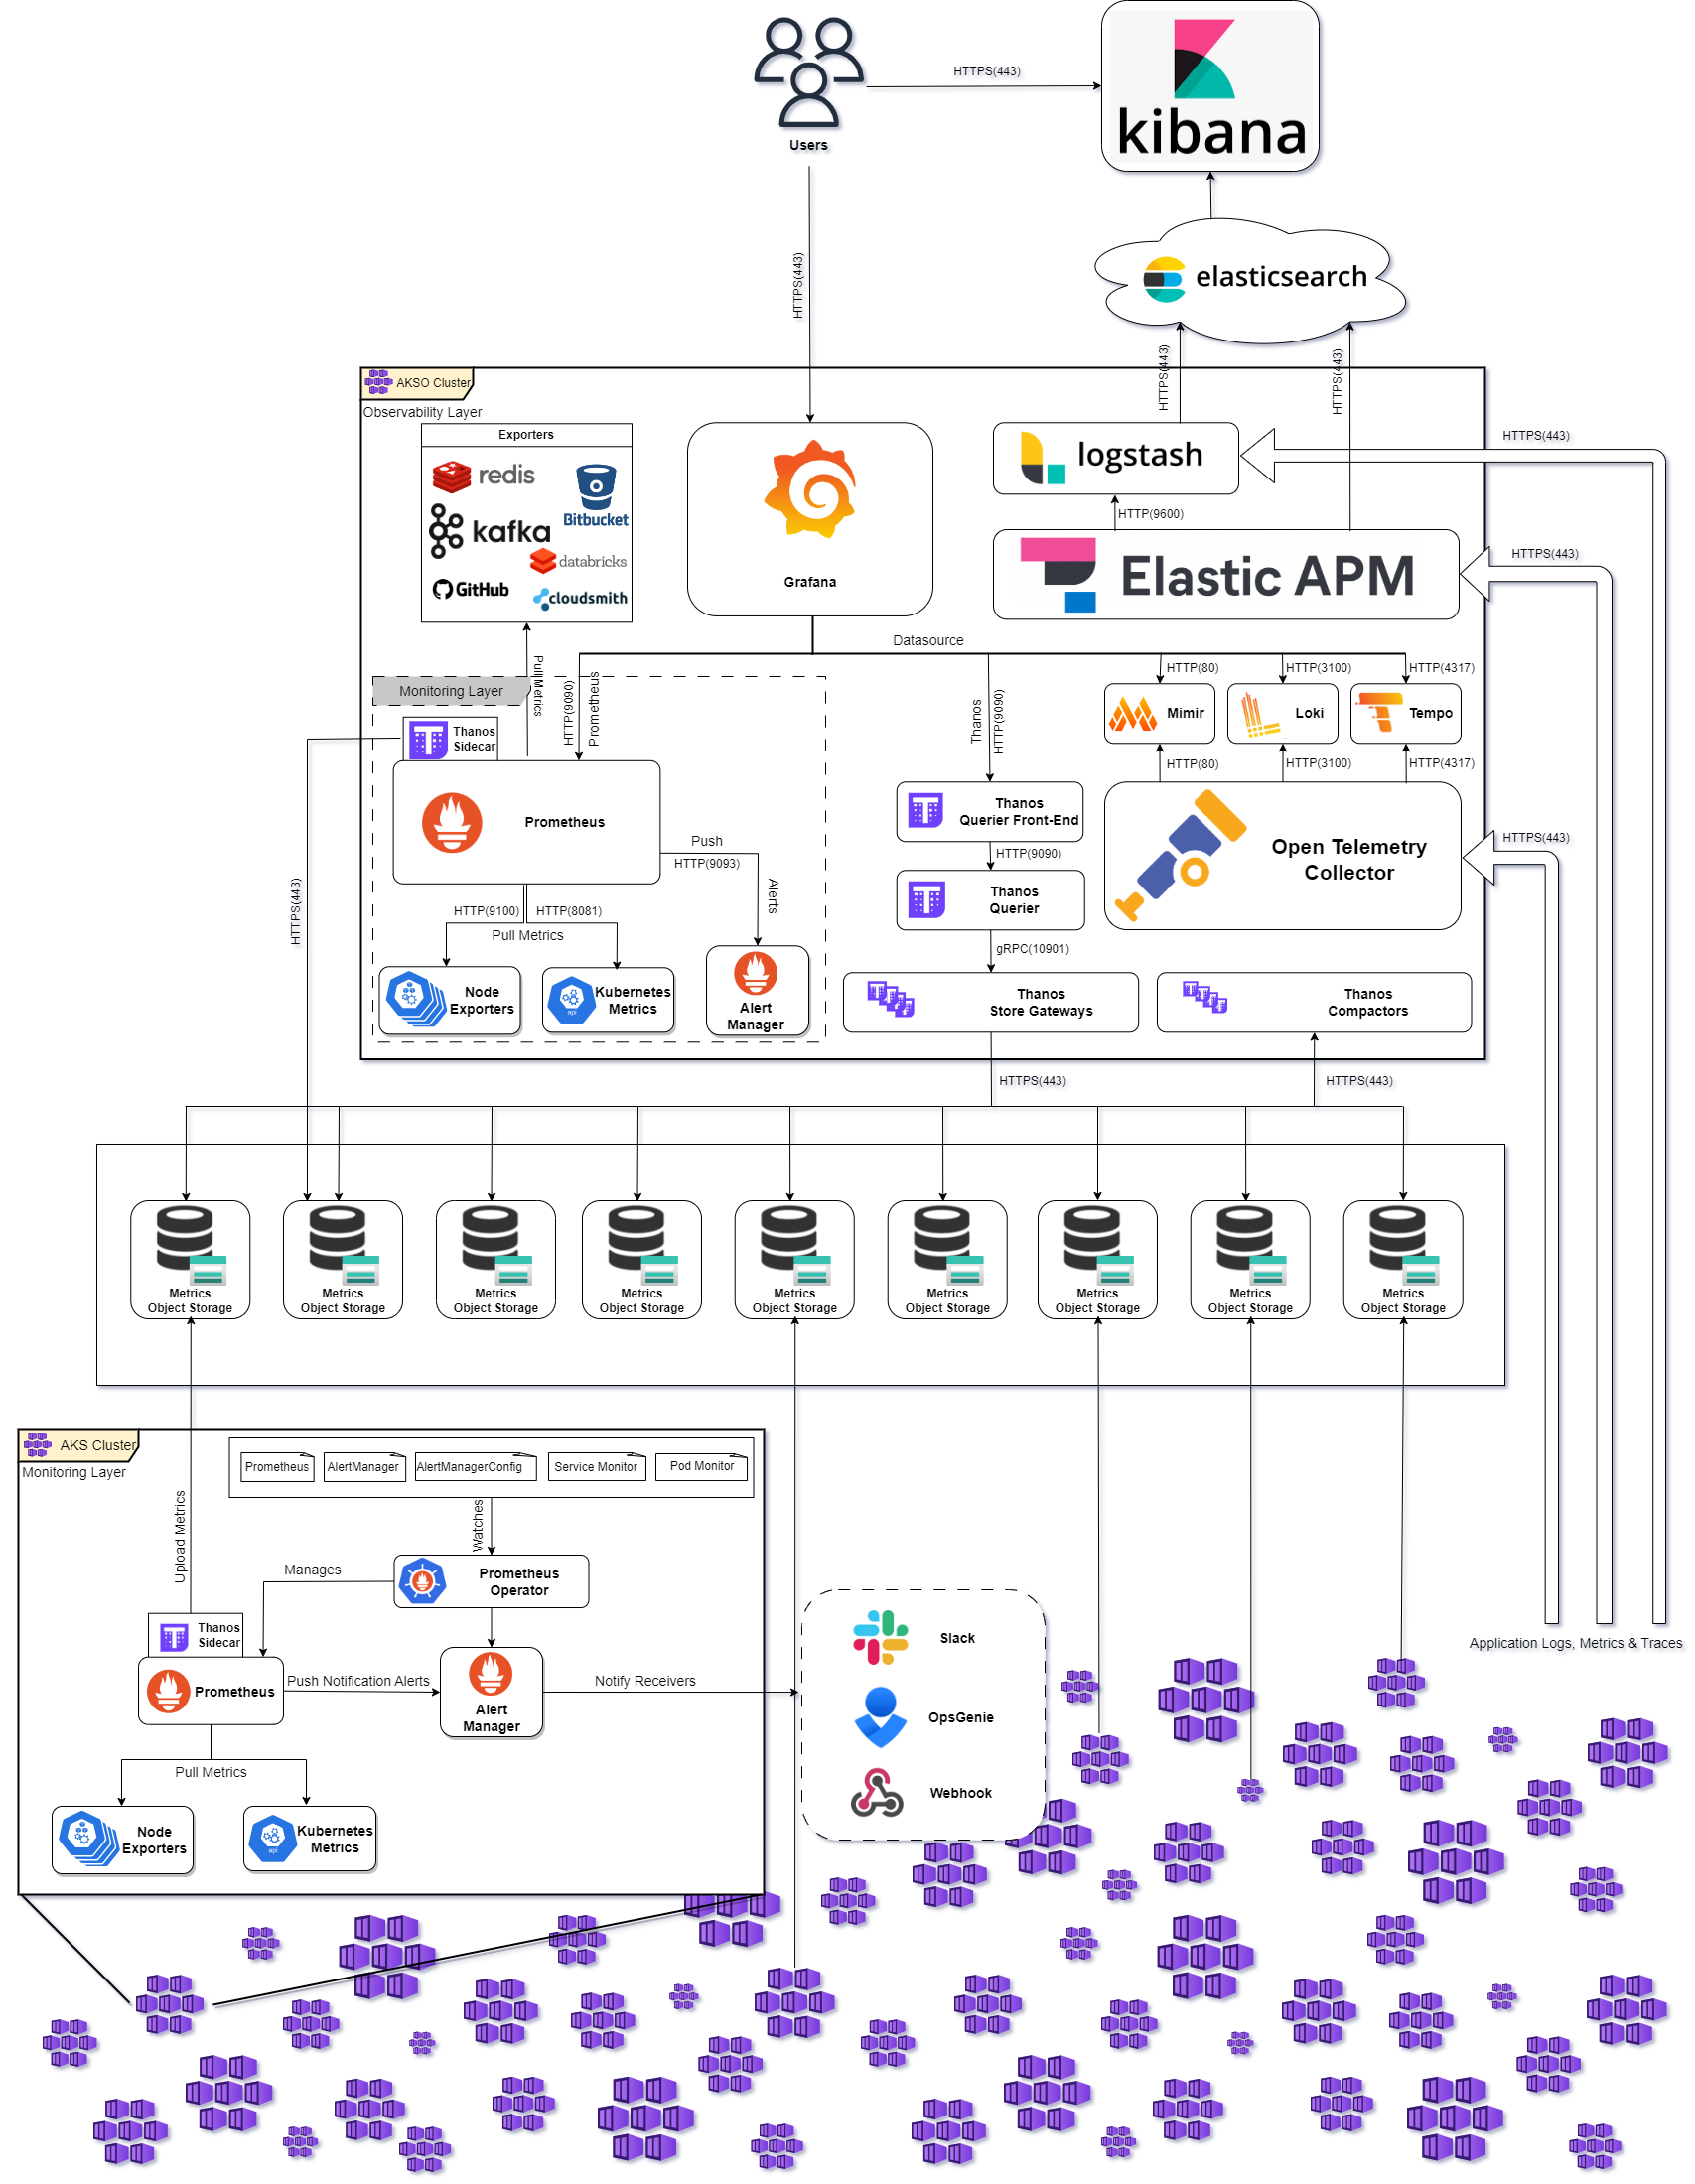 Users
HTTPS(443)
kibana
HTTPS(443)
elasticsearch
HTTPS(443)
HTTPS(443)
AKSO Cluster
Observability Layer
Exporters
redis
Bitbucket
kafka
databricks
GitHub
cloudsmith
Grafana
logstash
HTTPS(443)
HTTP(9600)
Elastic APM
HTTPS(443)
Datasource
Pull Metrics
HTTP(9090)
Prometheus
Thanos
HTTP(9090)
HTTP(80)
HTTP(3100)
HTTP(4317)
Mimir
Loki
Tempo
HTTP(80)
HTTP(3100)
HTTP(4317)
Monitoring Layer
Thanos
Sidecar
Prometheus
Push
HTTP(9093)
Alerts
HTTPS(443)
HTTP(9100)
HTTP(8081)
Pull Metrics
Node
Exporters
Kubernetes
Metrics
Alert
Manager
Thanos
Querier Front-End
HTTP(9090)
Thanos
Querier
gRPC(10901)
Open Telemetry
Collector
HTTPS(443)
Thanos
Store Gateways
Thanos
Compactors
HTTPS(443)
HTTPS(443)
Metrics
Object Storage
Metrics
Object Storage
Metrics
Object Storage
Metrics
Object Storage
Metrics
Object Storage
Metrics
Object Storage
Metrics
Object Storage
Metrics
Object Storage
Metrics
Object Storage
AKS Cluster
Monitoring Layer
Prometheus
AlertManager
AlertManagerConfig
Service Monitor
Pod Monitor
Watches
Upload Metrics
Manages
Prometheus
Operator
Thanos
Sidecar
Prometheus
Push Notification Alerts
Alert
Manager
Notify Receivers
Pull Metrics
Node
Exporters
api
Kubernetes
Metrics
Slack
OpsGenie
Webhook
Application Logs, Metrics & Traces